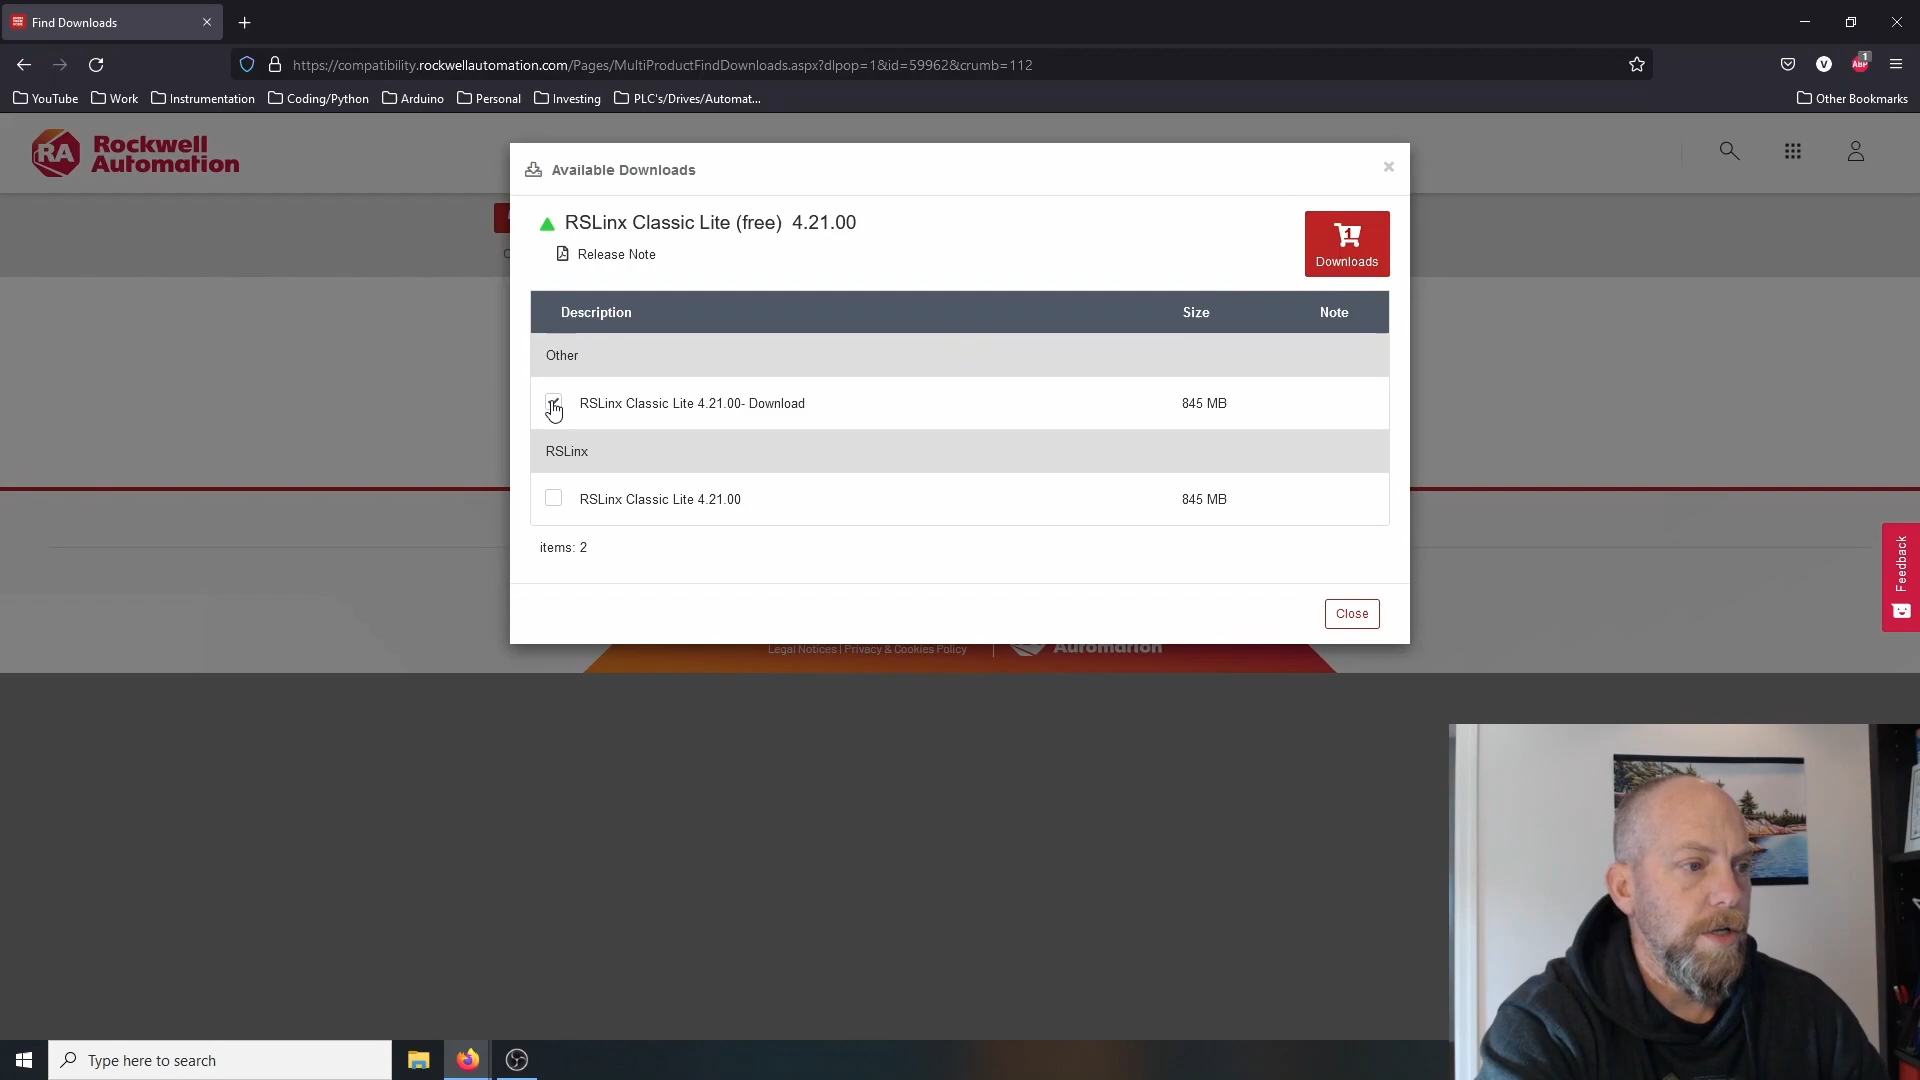 Find Downloads
https://compatibility.rockwellautomation.com/Pages/MultiProductFindDownloads.aspx?dlpop=1&id=59962&crumb=112
ABP
1
YouTube Work Instrumentation Coding/Python Arduino Personal Investing PLC's/Drives/Automat... Other Bookmarks
RA Rockwell Automation
Available Downloads
RSLinx Classic Lite (free) 4.21.00
Release Note
1
Downloads
Description Size Note
Other
RSLinx Classic Lite 4.21.00- Download 845 MB
RSLinx
RSLinx Classic Lite 4.21.00 845 MB
items: 2
Close
Feedback
Legal Notices | Privacy & Cookies Policy
Automation
Type here to search